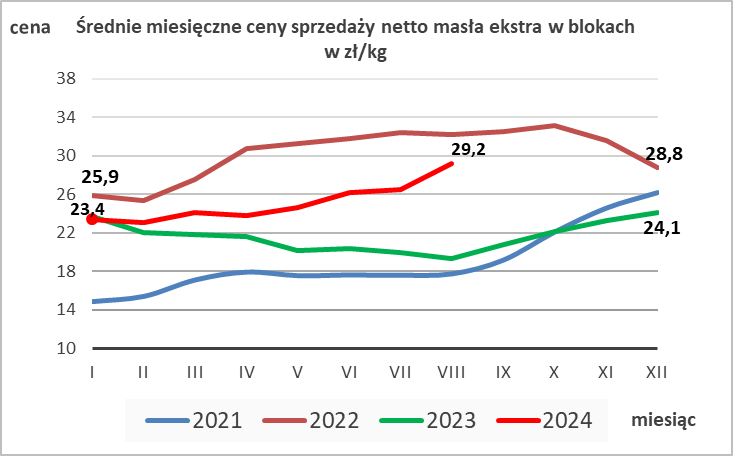 cena
Średnie miesięczne ceny sprzedaży netto masła ekstra w blokach
w zł/kg
38
34
30
26
22
18
14
10
25,9
23,4
29,2
28,8
24,1
I II III IV V VI VII VIII IX X XI XII
2021 2022 2023 2024
miesiąc